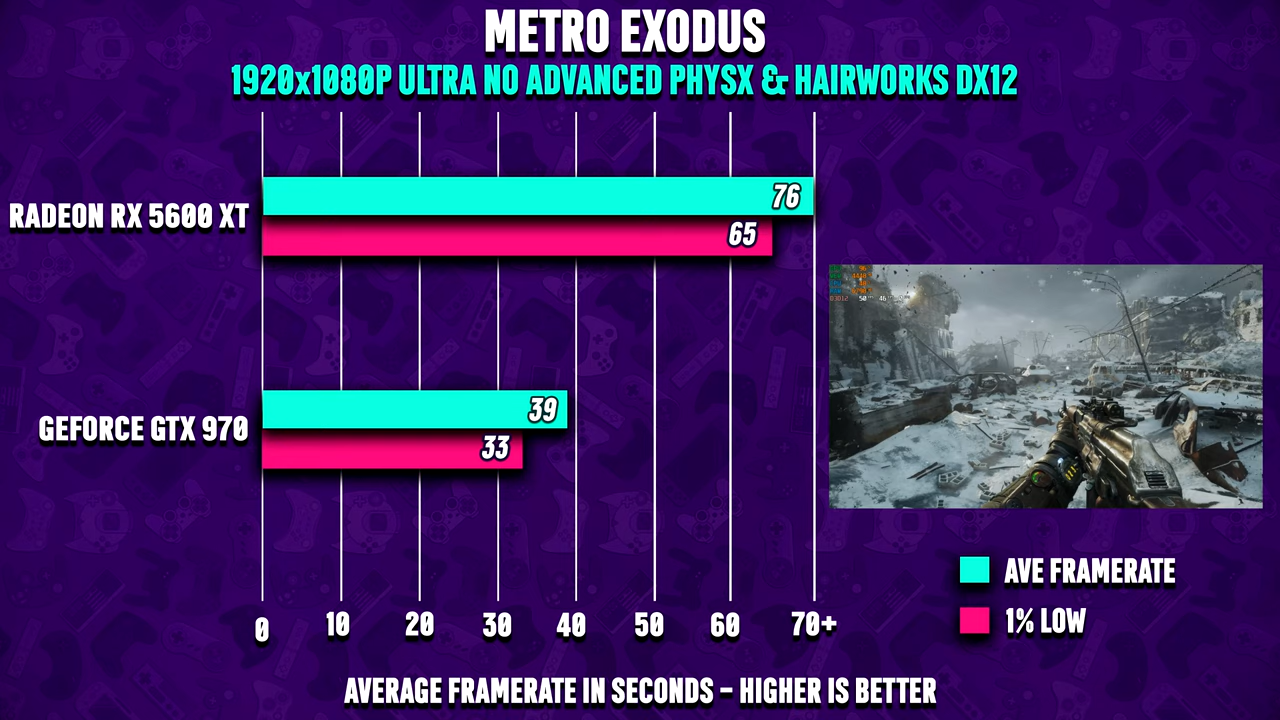 METRO EXODUS
1920x1080P ULTRA NO ADVANCED PHYSX & HAIRWORKS DX12
RADEON RX 5600 XT
76
65
GEFORCE GTX 970
39
33
0 10 20 30 40 50 60 70+
AVE FRAMERATE
1% LOW
AVERAGE FRAMERATE IN SECONDS – HIGHER IS BETTER